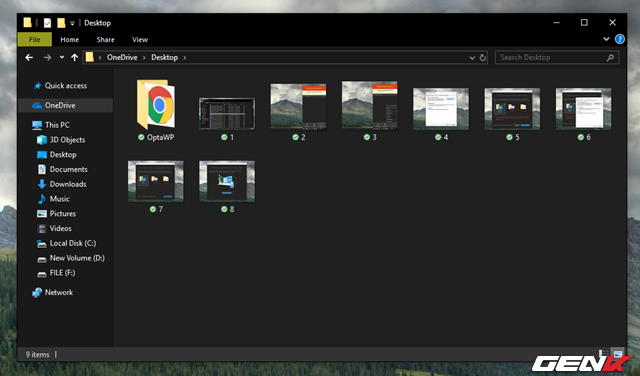 Desktop
File Home Share View
OneDrive Desktop
Search Desktop
Quick access
OneDrive
This PC
3D Objects
Desktop
Documents
Downloads
Music
Pictures
Videos
Local Disk (C:)
New Volume (D:)
FILE (F:)
Network
OptaWP 1 2 3 4 5 6
7 8
9 items
GENK